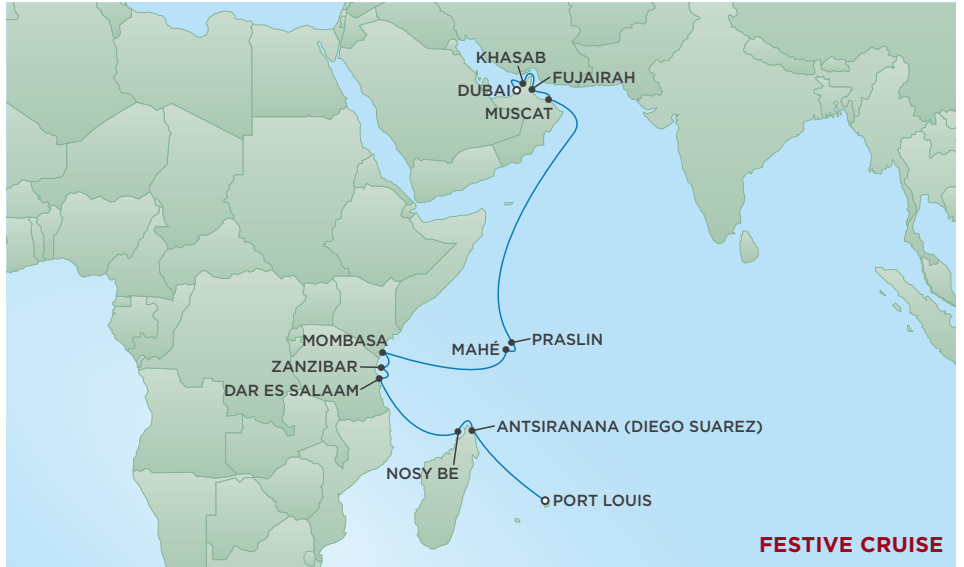 KHASAB
FUJAIRAH
DUBAI
MUSCAT
PRASLIN
MAHÉ
MOMBASA
ZANZIBAR
DAR ES SALAAM
ANTSIRANANA (DIEGO SUAREZ)
NOSY BE
PORT LOUIS
FESTIVE CRUISE